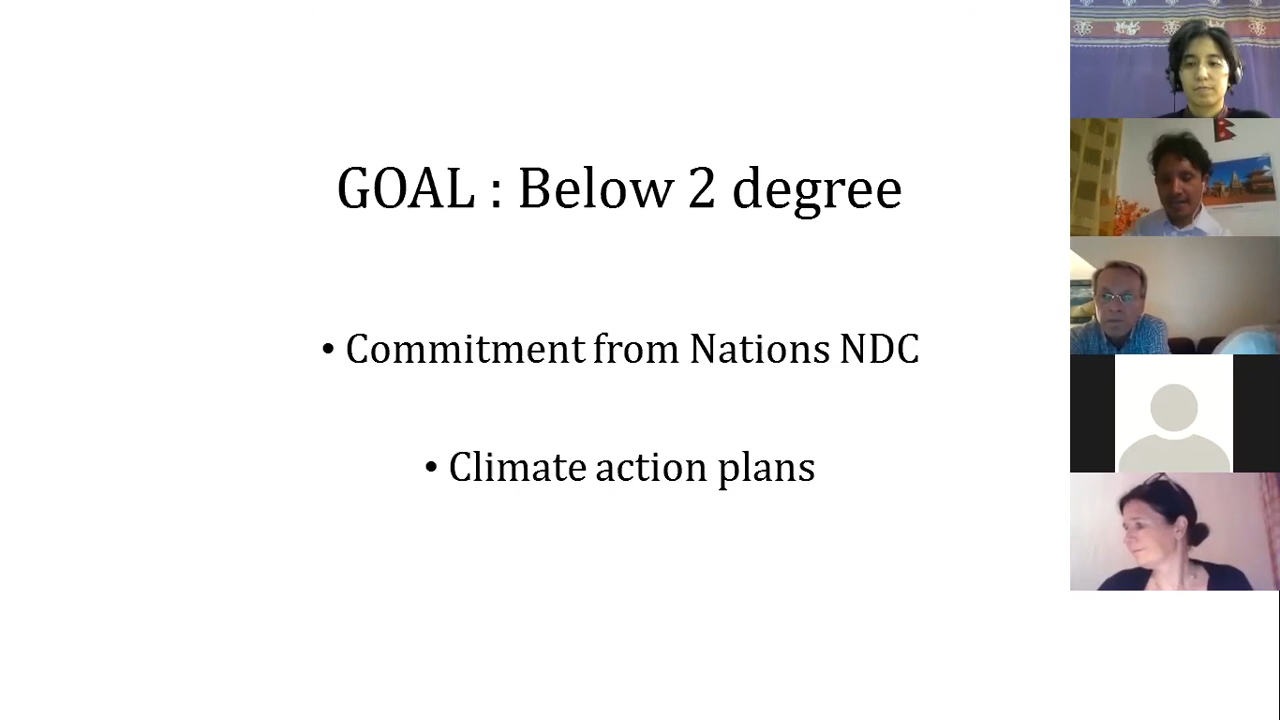 GOAL : Below 2 degree
• Commitment from Nations NDC
• Climate action plans